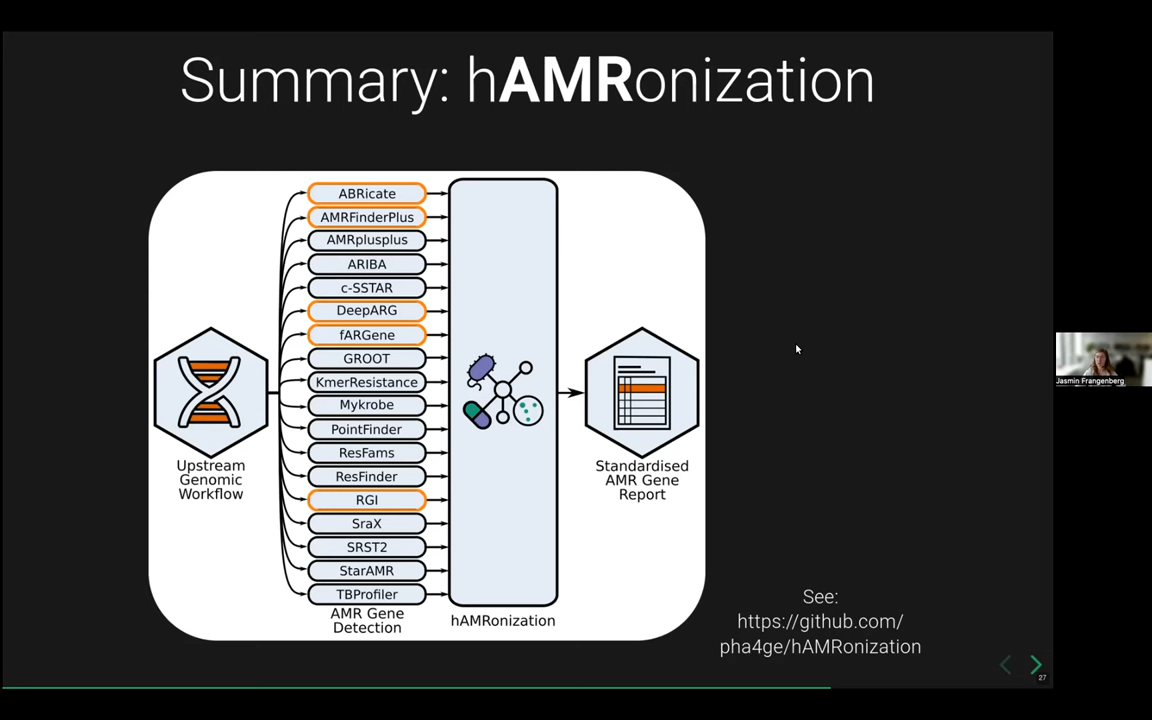 Summary: hAMRonization
ABRicate
AMRFinderPlus
AMRplusplus
ARIBA
c-SSTAR
DeepARG
fARGene
GROOT
KmerResistance
Mykrobe
PointFinder
ResFams
ResFinder
RGI
SraX
SRST2
StarAMR
TBProfiler
Upstream
Genomic
Workflow
AMR Gene
Detection
hAMRonization
Standardised
AMR Gene
Report
See:
https://github.com/
pha4ge/hAMRonization
27
Jasmin Frangenberg